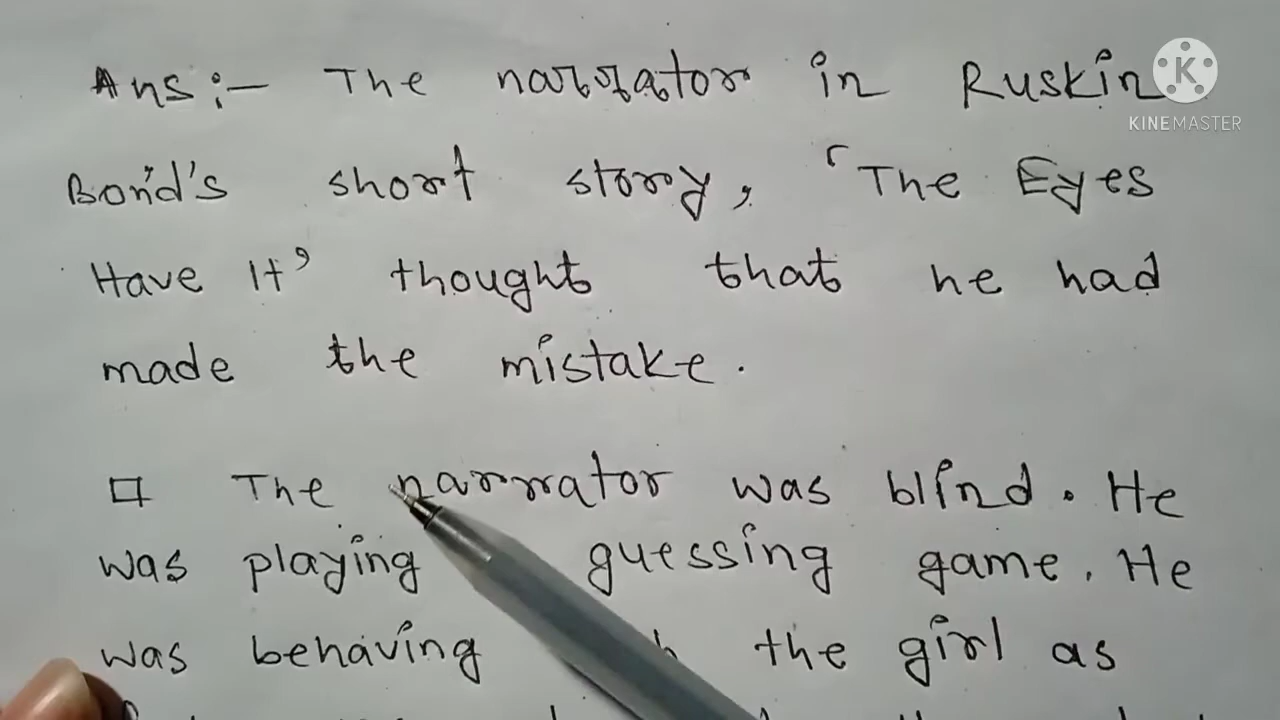 Ans:- The narrator in Ruskin
Bond's short story, 'The Eyes
Have It' thought that he had
made the mistake.
□ The narrator was blind. He
was playing guessing game. He
was behaving the girl as
KINEMASTER